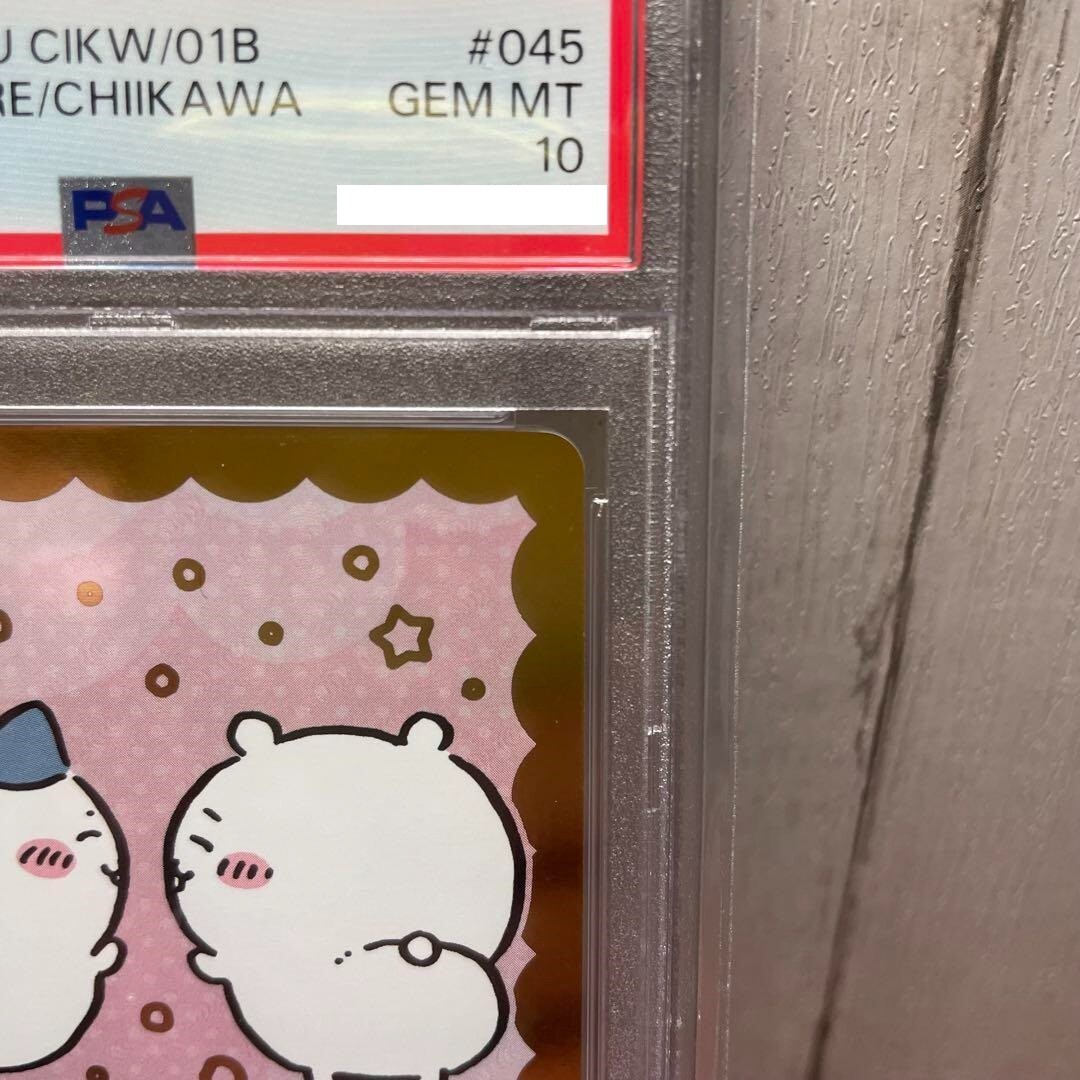 CIKW/01B #045
RE/CHIIKAWA GEM MT
10
PSA